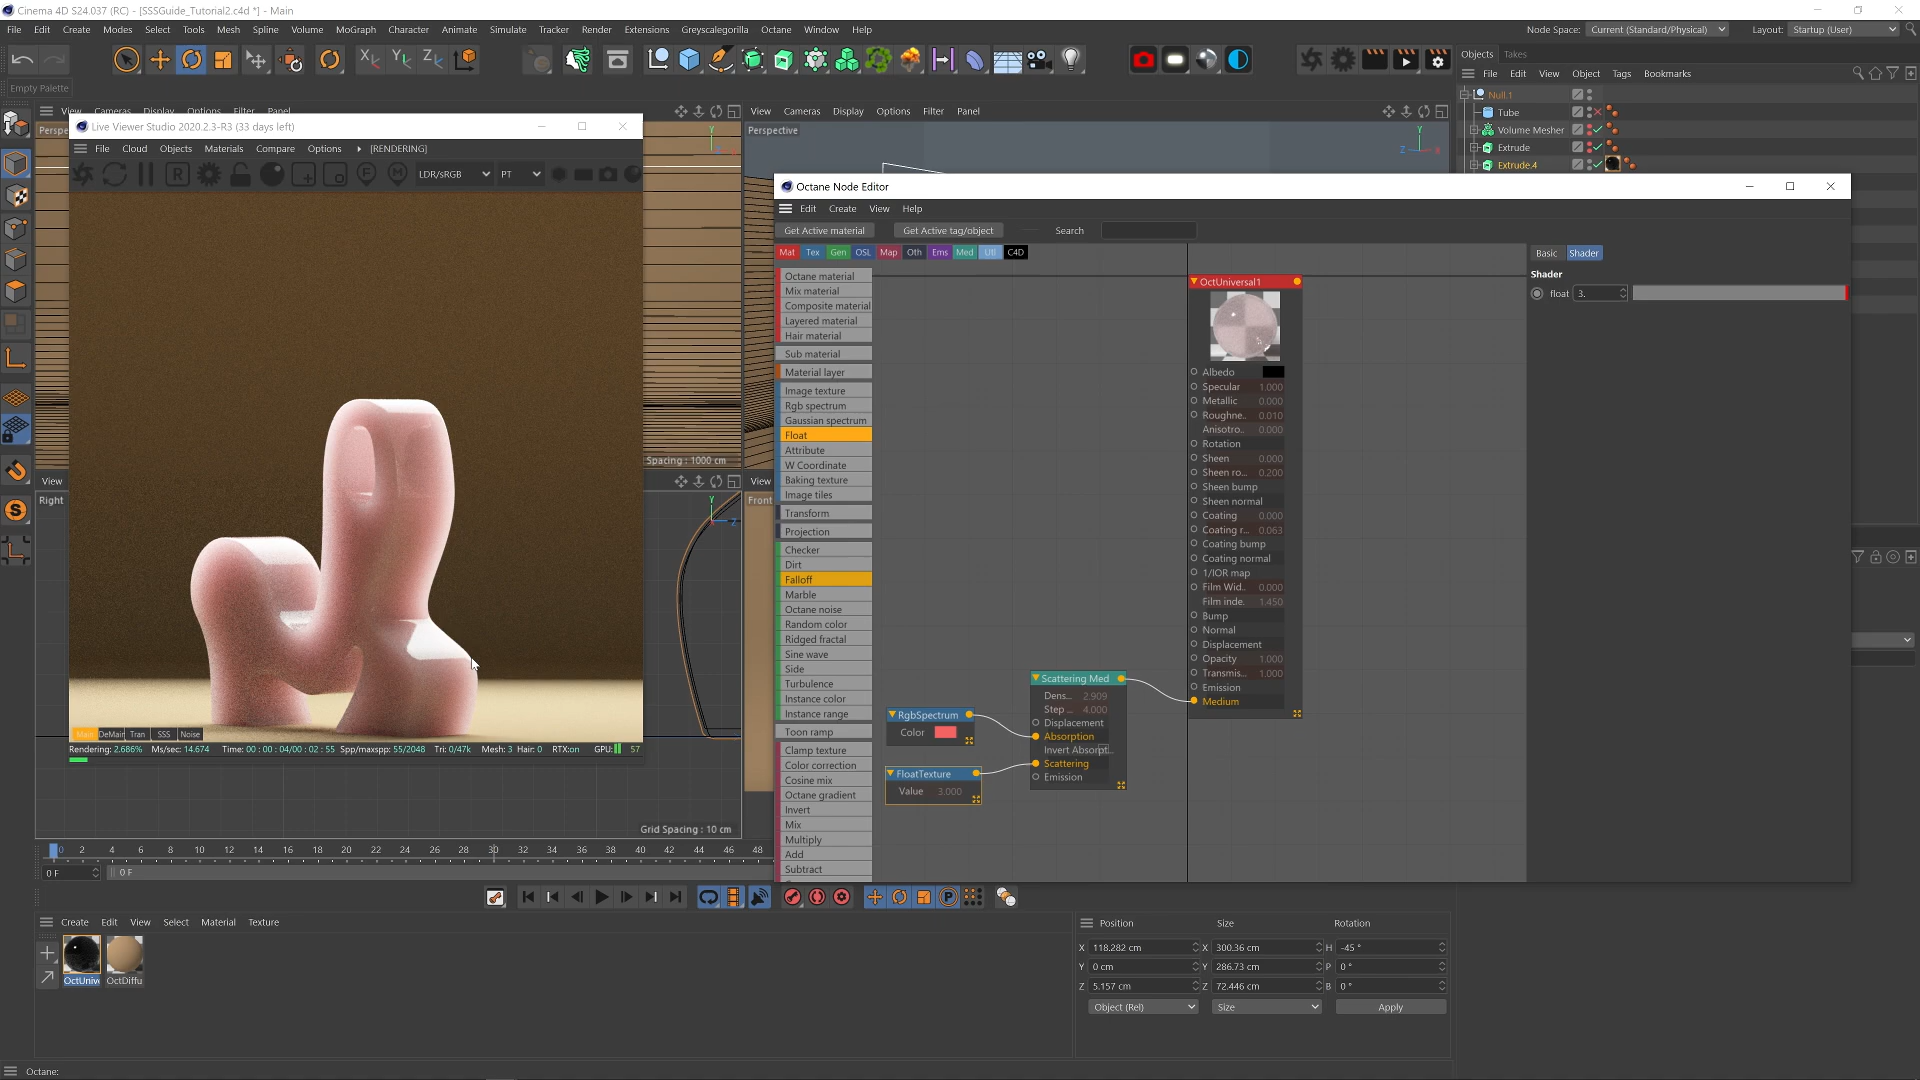 Cinema 4D S24.037 (RC) - [SSSGuide_Tutorial2.c4d *] - Main
File Edit Create Modes Select Tools Mesh Spline Volume MoGraph Character Animate Simulate Tracker Render Extensions Greyscalegorilla Octane Window Help Node Space: Current (Standard/Physical) Layout: Startup (User)
Objects Takes
Empty Palette
File Edit View Object Tags Bookmarks
Null.1
Tube
Volume Mesher
Extrude
Extrude.4
View Cameras Display Options Filter Panel
View Cameras Display Options Filter Panel
Perspe
Perspective
Live Viewer Studio 2020.2.3-R3 (33 days left)
File Cloud Objects Materials Compare Options [RENDERING]
LDR/sRGB PT
Main DeMain Tran SSS Noise
Rendering: 2.686% Ms/sec: 14.674 Time: 00 : 00 : 04/00 : 02 : 55 Spp/maxspp: 55/2048 Tri: 0/47k Mesh: 3 Hair: 0 RTX:on GPU: 57
Spacing : 1000 cm
View
View
Right
Front
Grid Spacing : 10 cm
Octane Node Editor
Edit Create View Help
Get Active material Get Active tag/object Search
Mat Tex Gen OSL Map Oth Ems Med Utl C4D
Octane material
Mix material
Composite material
Layered material
Hair material
Sub material
Material layer
Image texture
Rgb spectrum
Gaussian spectrum
Float
Attribute
W Coordinate
Baking texture
Image tiles
Transform
Projection
Checker
Dirt
Falloff
Marble
Octane noise
Random color
Ridged fractal
Sine wave
Side
Turbulence
Instance color
Instance range
Toon ramp
Clamp texture
Color correction
Cosine mix
Octane gradient
Invert
Mix
Multiply
Add
Subtract
RgbSpectrum
Color
FloatTexture
Value 3.000
Scattering Med
Dens... 2.909
Step ... 4.000
Displacement
Absorption
Invert Absorpt...
Scattering
Emission
OctUniversal1
Albedo
Specular 1.000
Metallic 0.000
Roughne.. 0.010
Anisotro.. 0.000
Rotation
Sheen 0.000
Sheen ro... 0.200
Sheen bump
Sheen normal
Coating 0.000
Coating r... 0.063
Coating bump
Coating normal
1/IOR map
Film Wid.. 0.000
Film inde. 1.450
Bump
Normal
Displacement
Opacity 1.000
Transmis... 1.000
Emission
Medium
Basic Shader
Shader
float 3.
0 2 4 6 8 10 12 14 16 18 20 22 24 26 28 30 32 34 36 38 40 42 44 46 48
0 F 0 F
Create Edit View Select Material Texture
OctUniv OctDiffu
Position Size Rotation
X 118.282 cm X 300.36 cm H -45 °
Y 0 cm Y 286.73 cm P 0 °
Z 5.157 cm Z 72.446 cm B 0 °
Object (Rel) Size Apply
Octane: